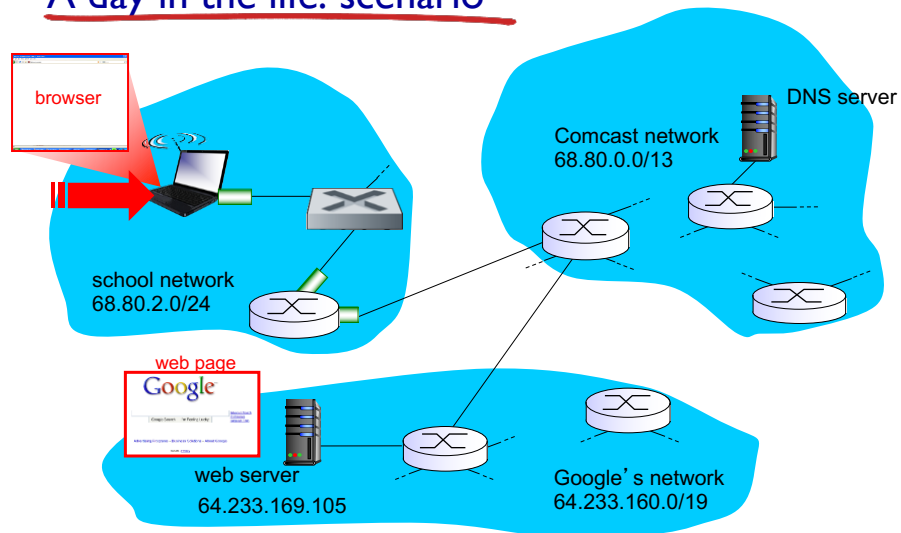 A day in the life: scenario
browser
DNS server
Comcast network
68.80.0.0/13
school network
68.80.2.0/24
web page
Google
web server
64.233.169.105
Google's network
64.233.160.0/19